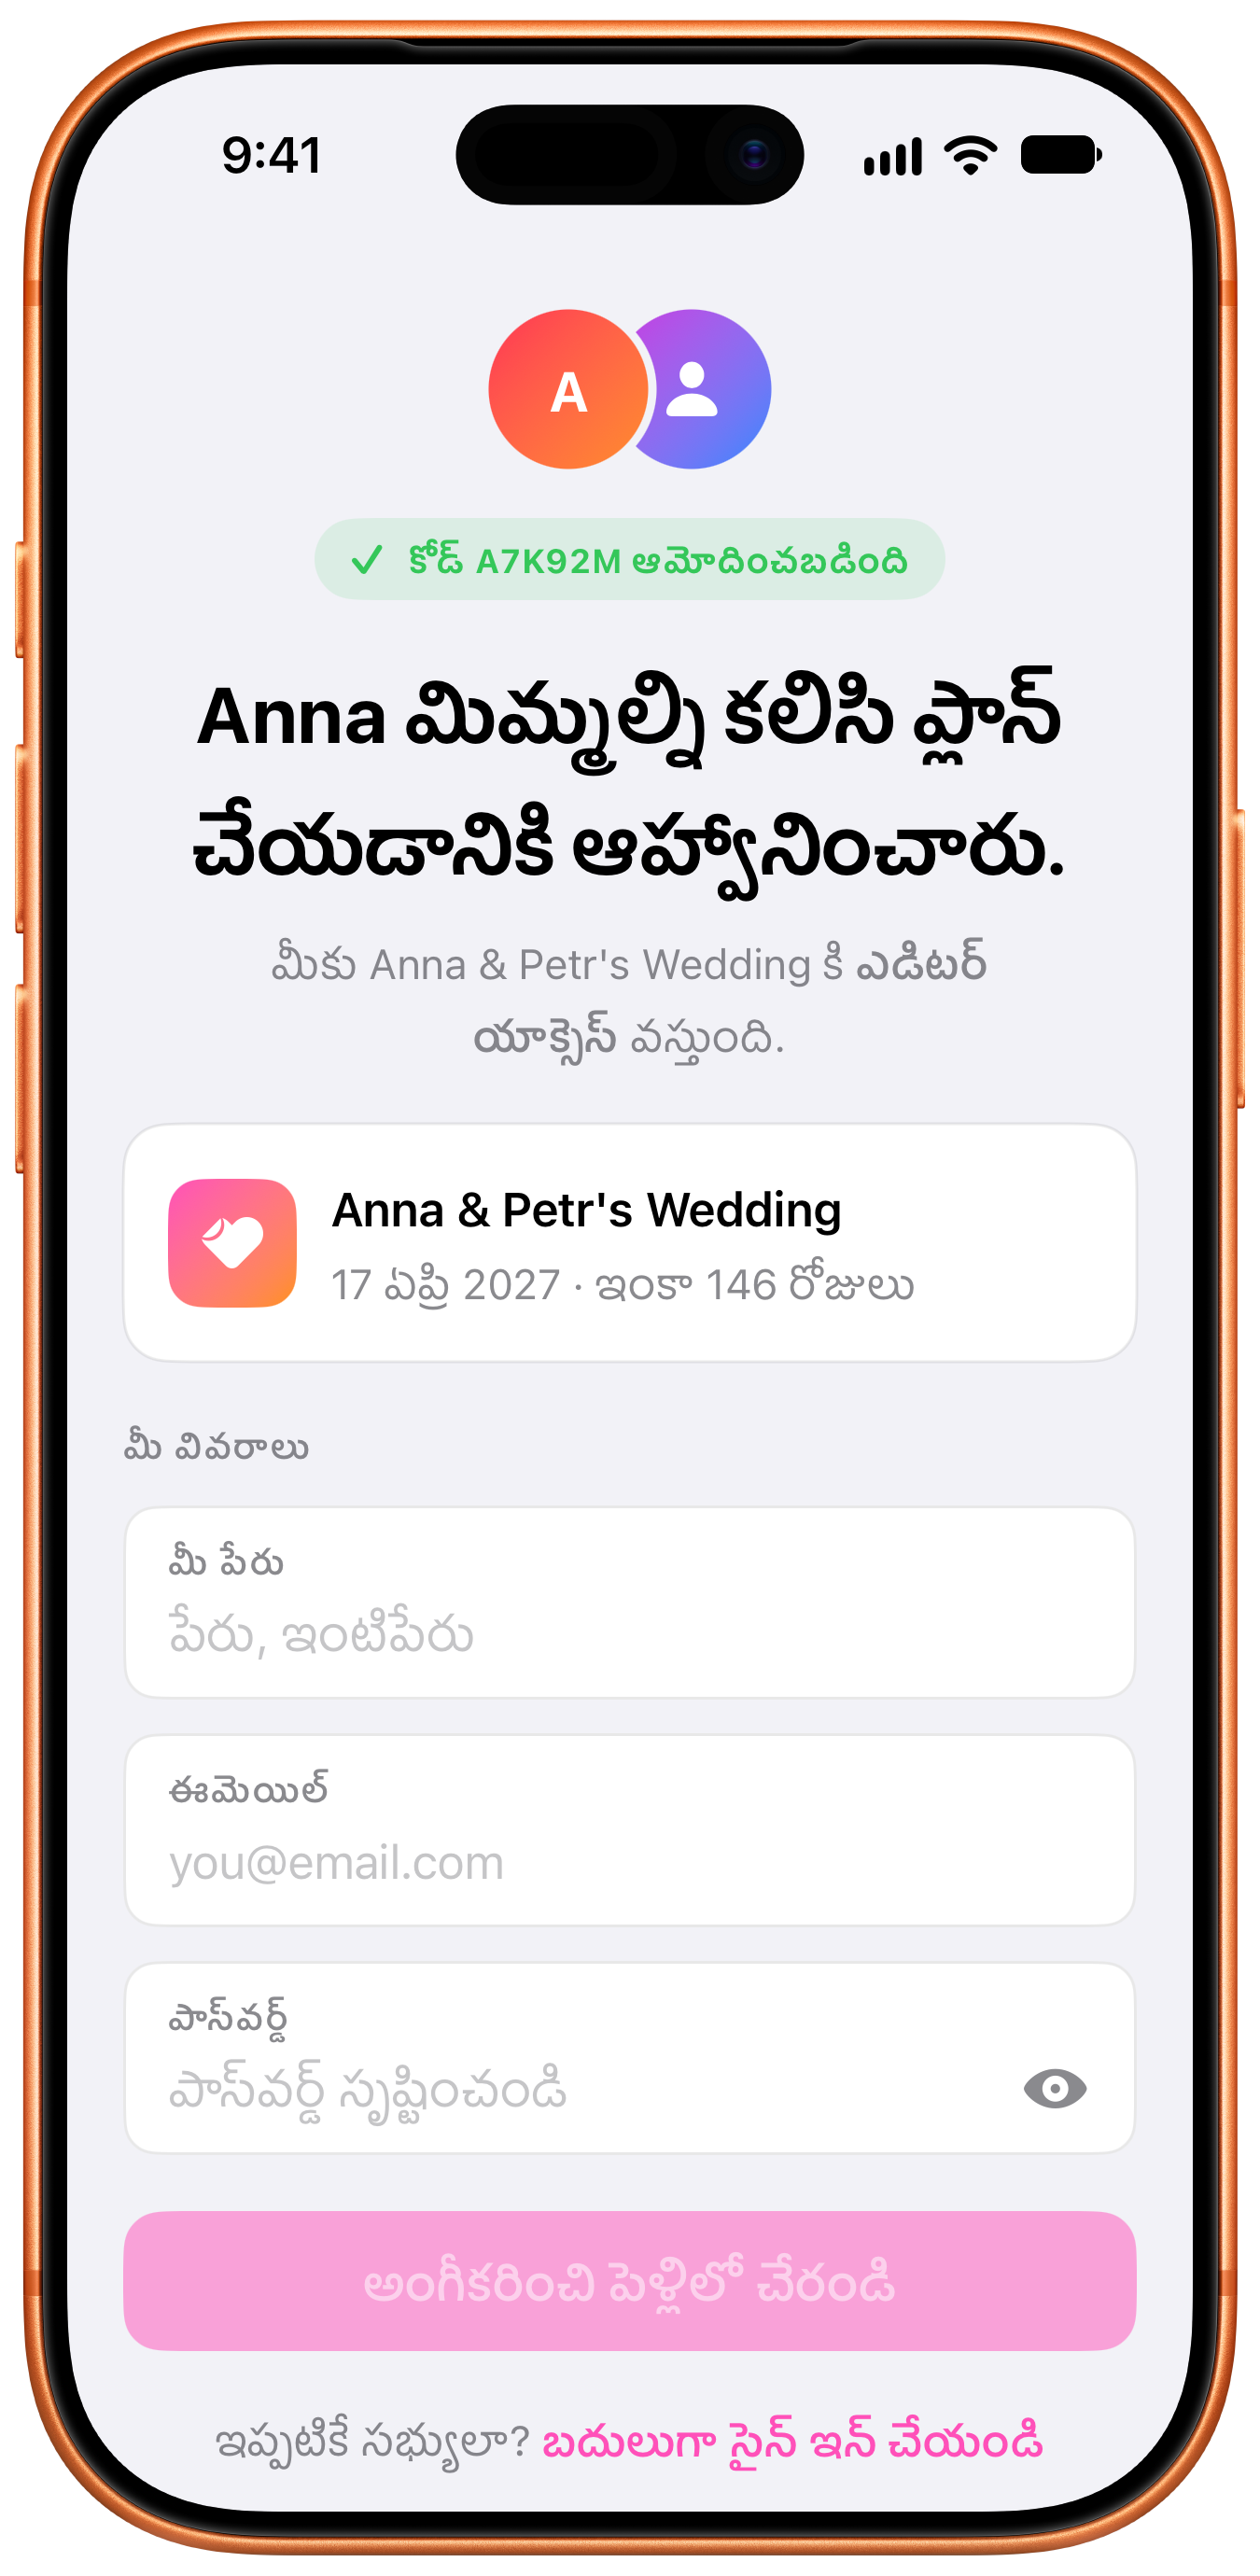 9:41
A
కోడ్ A7K92M ఆమోదించబడింది
Anna మిమ్మల్ని కలిసి ప్లాన్
చేయడానికి ఆహ్వానించారు.
మీకు Anna & Petr's Wedding కి ఎడిటర్
యాక్సెస్ వస్తుంది.
Anna & Petr's Wedding
17 ఏప్రి 2027 · ఇంకా 146 రోజులు
మీ వివరాలు
మీ పేరు
పేరు, ఇంటిపేరు
ఈమెయిల్
you@email.com
పాస్‌వర్డ్
పాస్‌వర్డ్ సృష్టించండి
అంగీకరించి పెళ్లిలో చేరండి
ఇప్పటికే సభ్యులా? బదులుగా సైన్ ఇన్ చేయండి